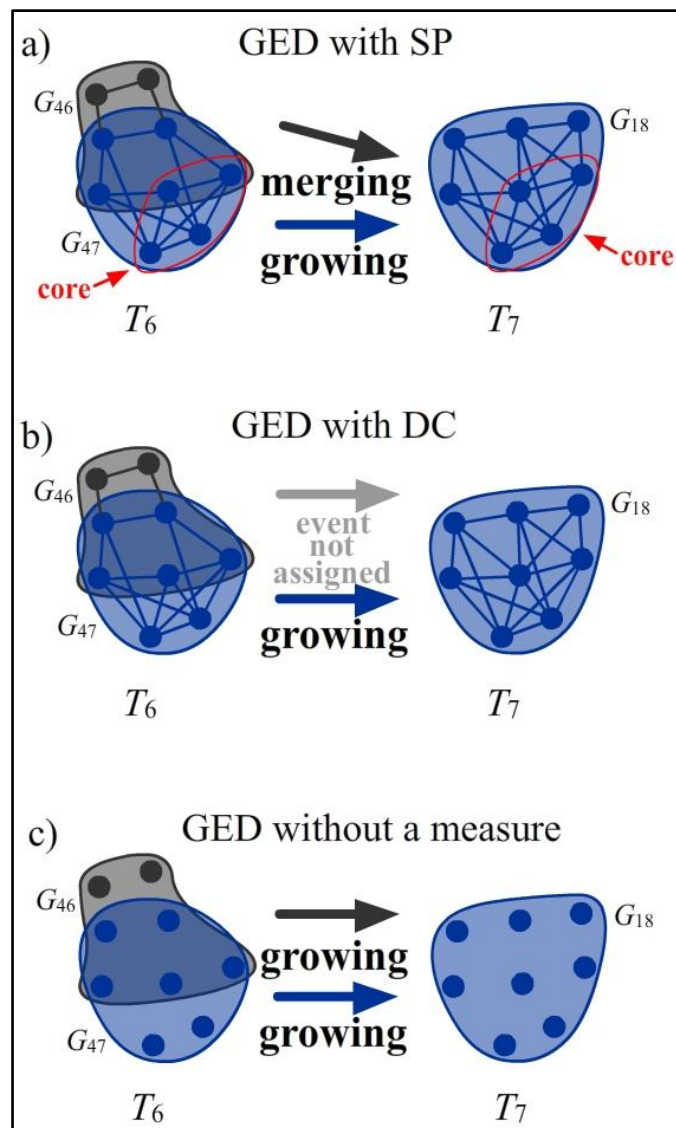 a) GED with SP
G46
G18
merging
G47
growing
core
core
T6
T7
b) GED with DC
G46
G18
event
not
assigned
G47
growing
T6
T7
c) GED without a measure
G46
G18
growing
G47
growing
T6
T7